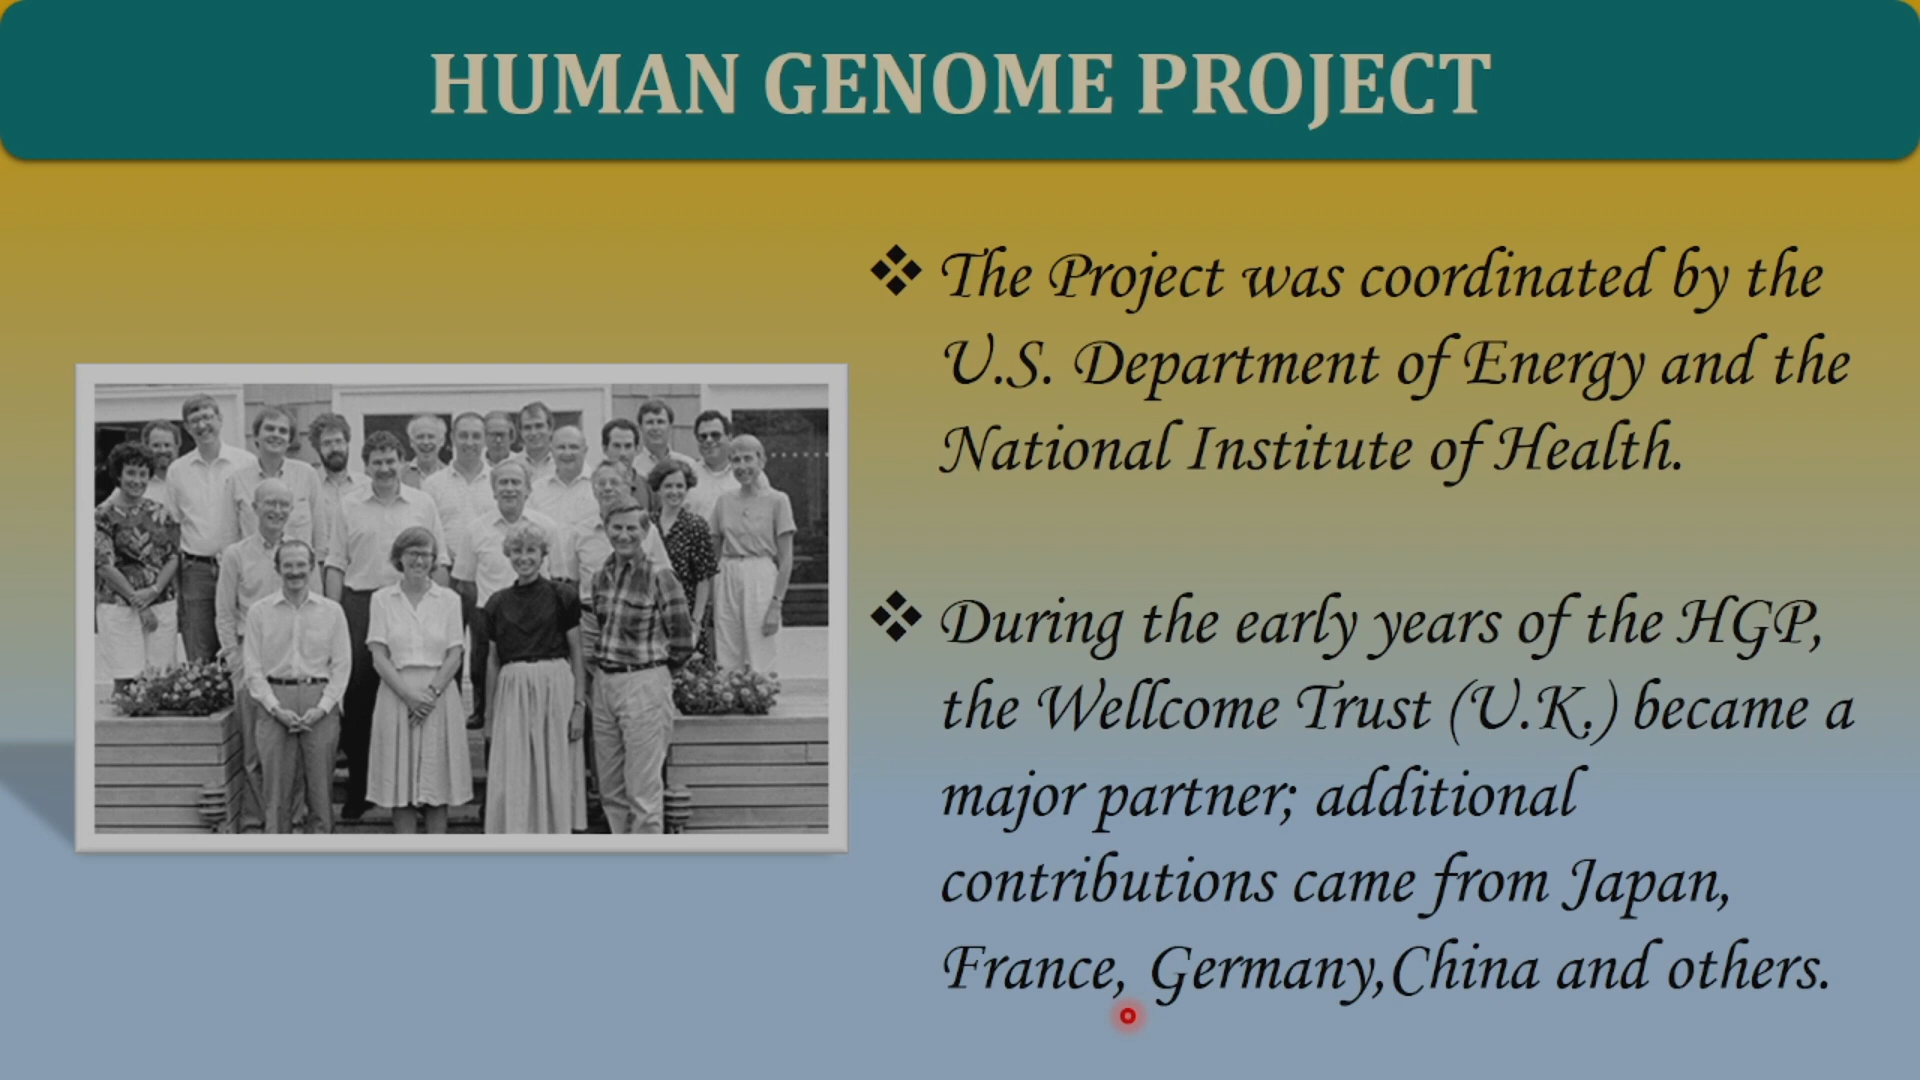 HUMAN GENOME PROJECT
❖ The Project was coordinated by the
U.S. Department of Energy and the
National Institute of Health.
❖ During the early years of the HGP,
the Wellcome Trust (U.K.) became a
major partner; additional
contributions came from Japan,
France, Germany,China and others.